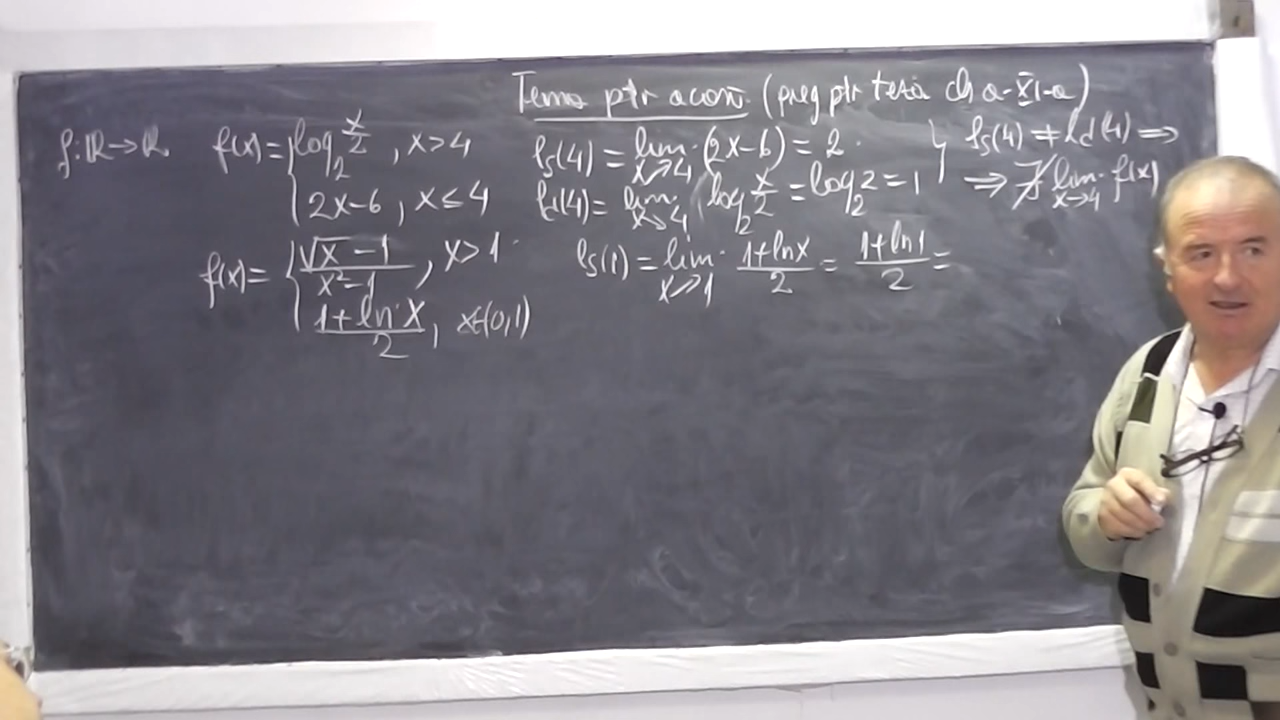 Tema ptr acasă (preg ptr teză cls a-XI-a)
f:ℝ→ℝ f(x) = { log₂ x/2 , x>4
2x-6 , x≤4
ls(4) = lim x↗4 (2x-6) = 2
ld(4) = lim x↘4 log₂ x/2 = log₂ 2 = 1
} ls(4) ≠ ld(4) ⇒
⇒ ∄ lim x→4 f(x)
f(x) = { (√x - 1)/(x² - 1) , x>1
(1+ln x)/2 , x∈(0,1)
ls(1) = lim x↗1 (1+ln x)/2 = (1+ln 1)/2 =